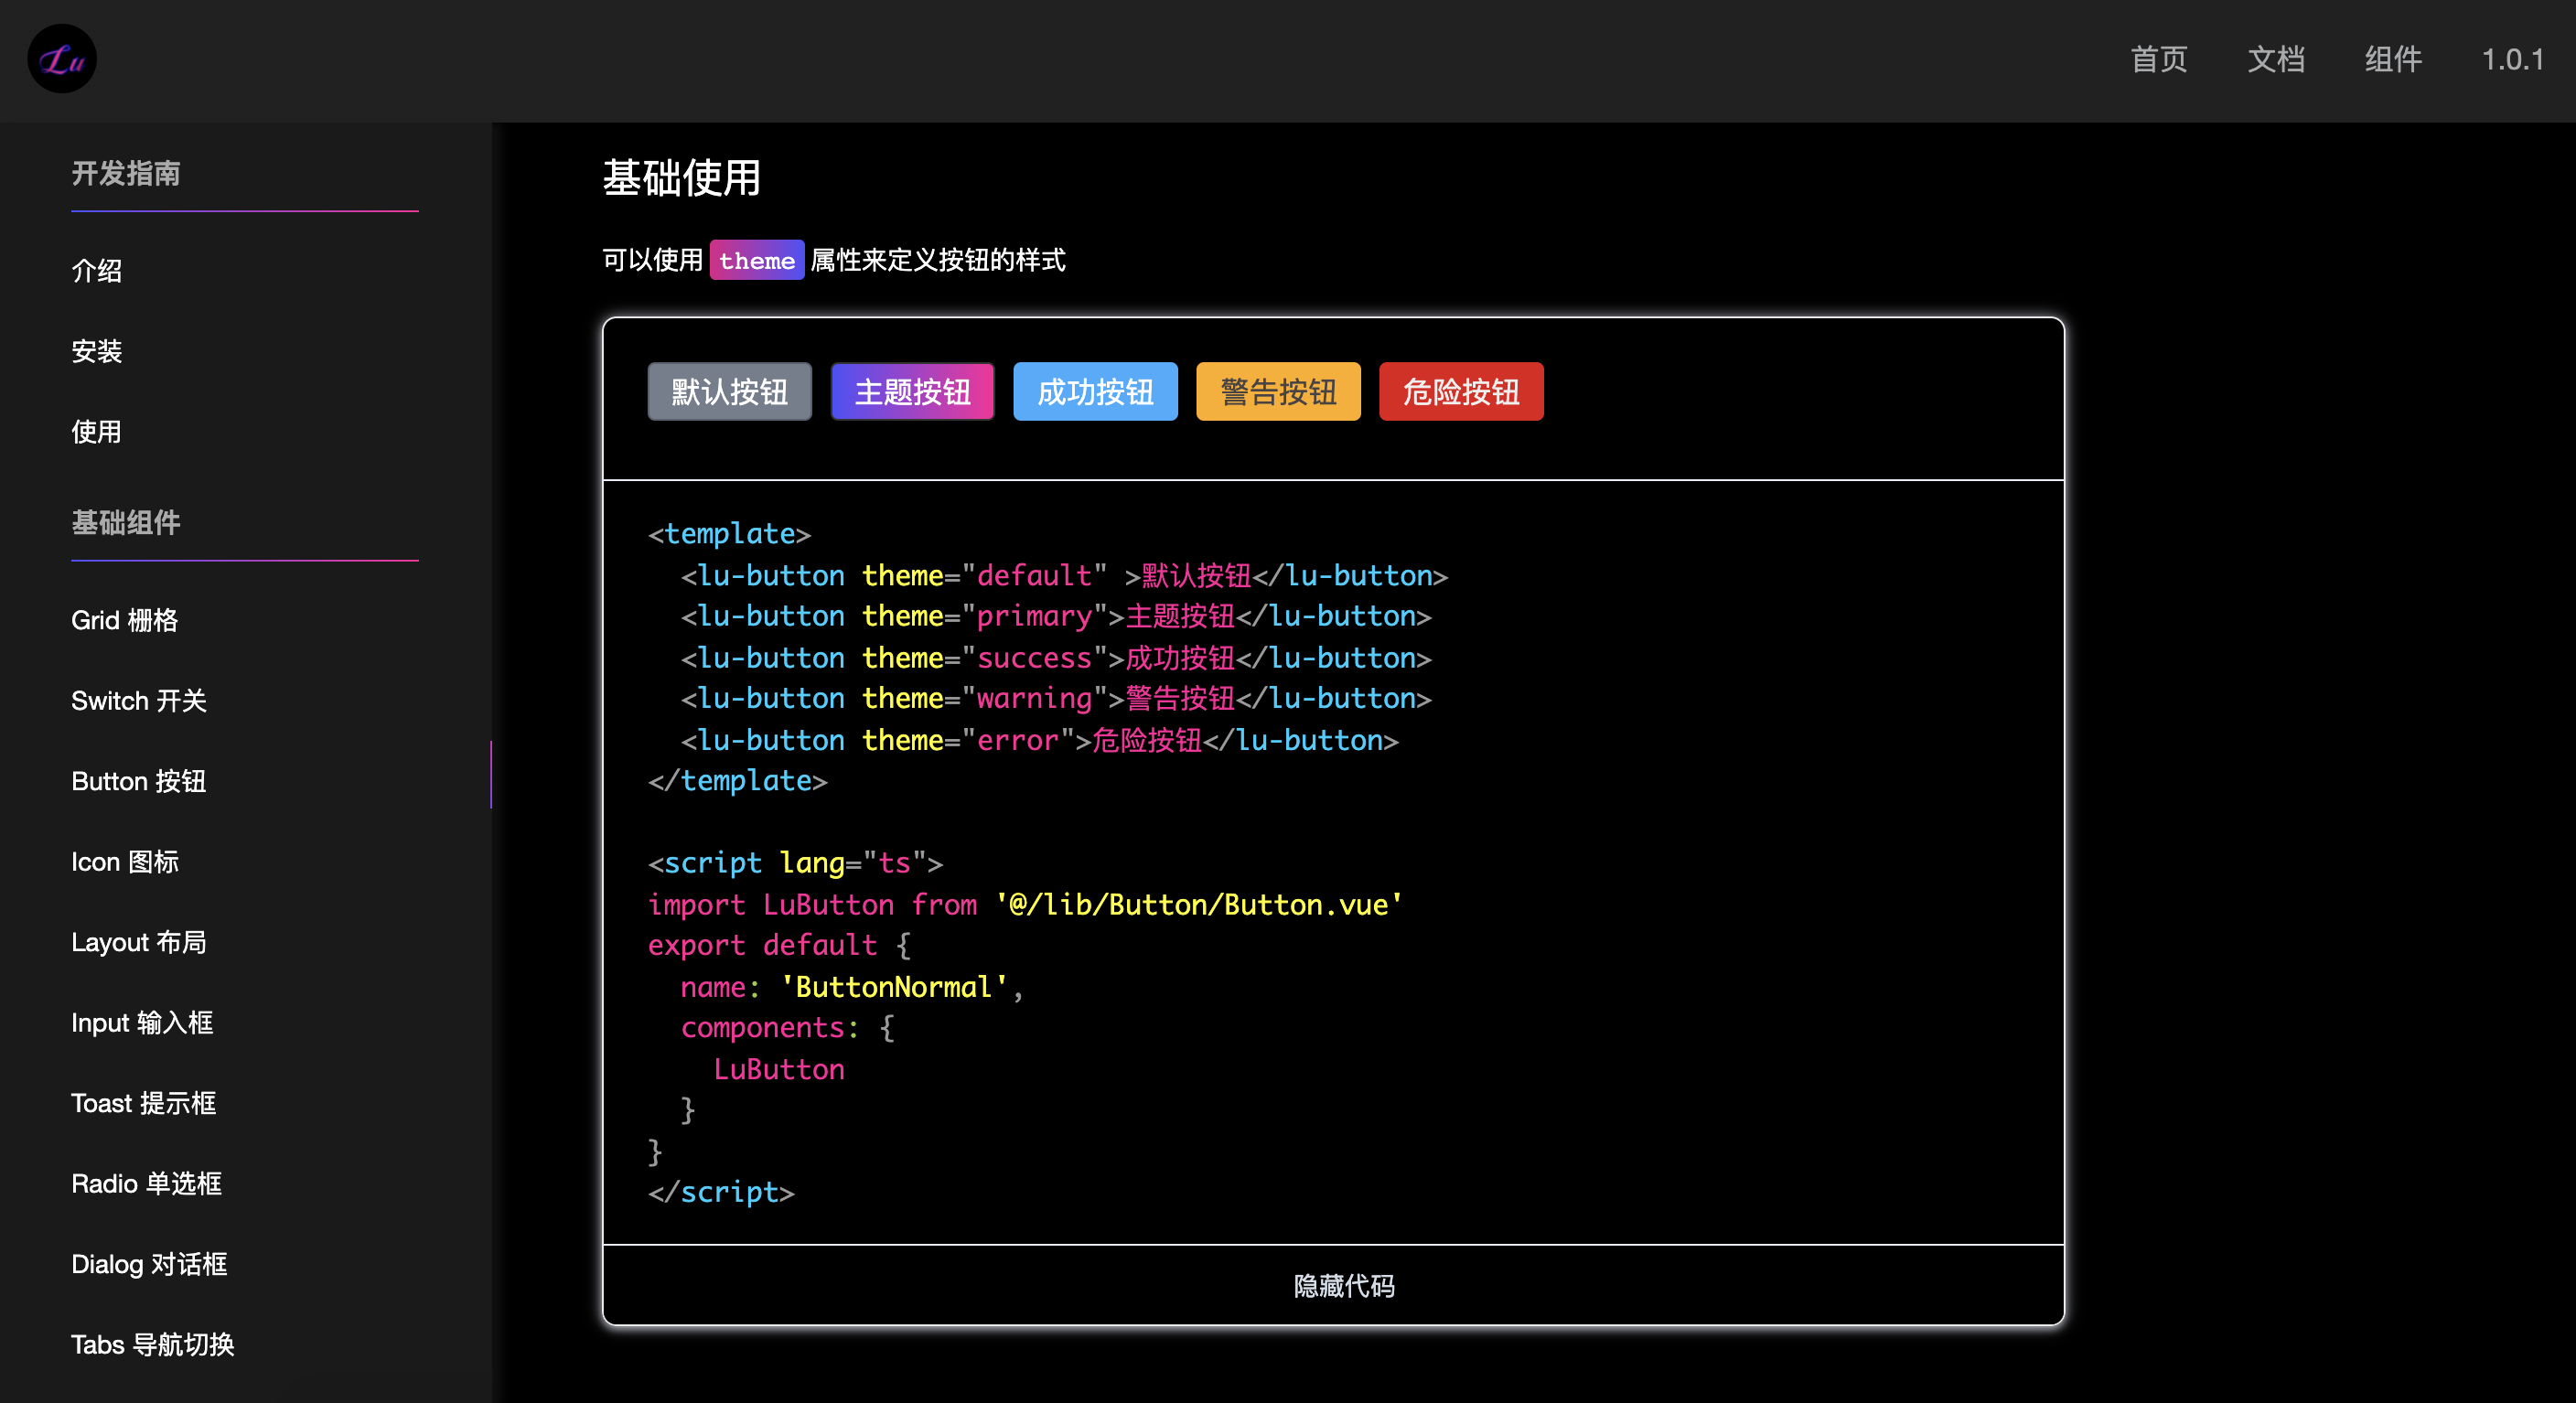 Lu
首页 文档 组件 1.0.1
开发指南
介绍
安装
使用
基础组件
Grid 栅格
Switch 开关
Button 按钮
Icon 图标
Layout 布局
Input 输入框
Toast 提示框
Radio 单选框
Dialog 对话框
Tabs 导航切换
基础使用
可以使用 theme 属性来定义按钮的样式
默认按钮 主题按钮 成功按钮 警告按钮 危险按钮
<template>
  <lu-button theme="default" >默认按钮</lu-button>
  <lu-button theme="primary">主题按钮</lu-button>
  <lu-button theme="success">成功按钮</lu-button>
  <lu-button theme="warning">警告按钮</lu-button>
  <lu-button theme="error">危险按钮</lu-button>
</template>

<script lang="ts">
import LuButton from '@/lib/Button/Button.vue'
export default {
  name: 'ButtonNormal',
  components: {
    LuButton
  }
}
</script>
隐藏代码